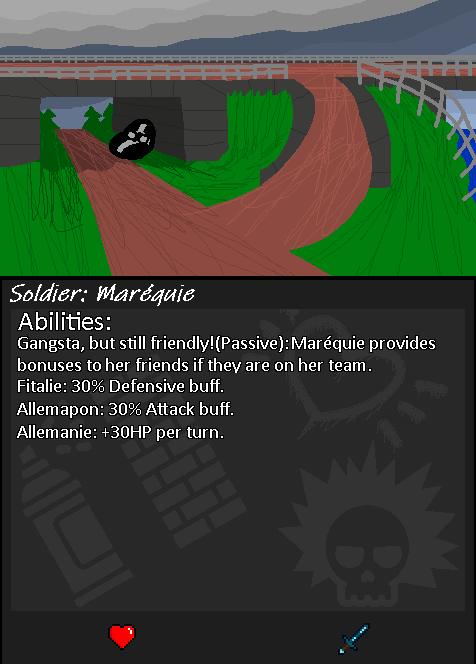 Soldier: Maréquie
Abilities:
Gangsta, but still friendly!(Passive):Maréquie provides
bonuses to her friends if they are on her team.
Fitalie: 30% Defensive buff.
Allemapon: 30% Attack buff.
Allemanie: +30HP per turn.